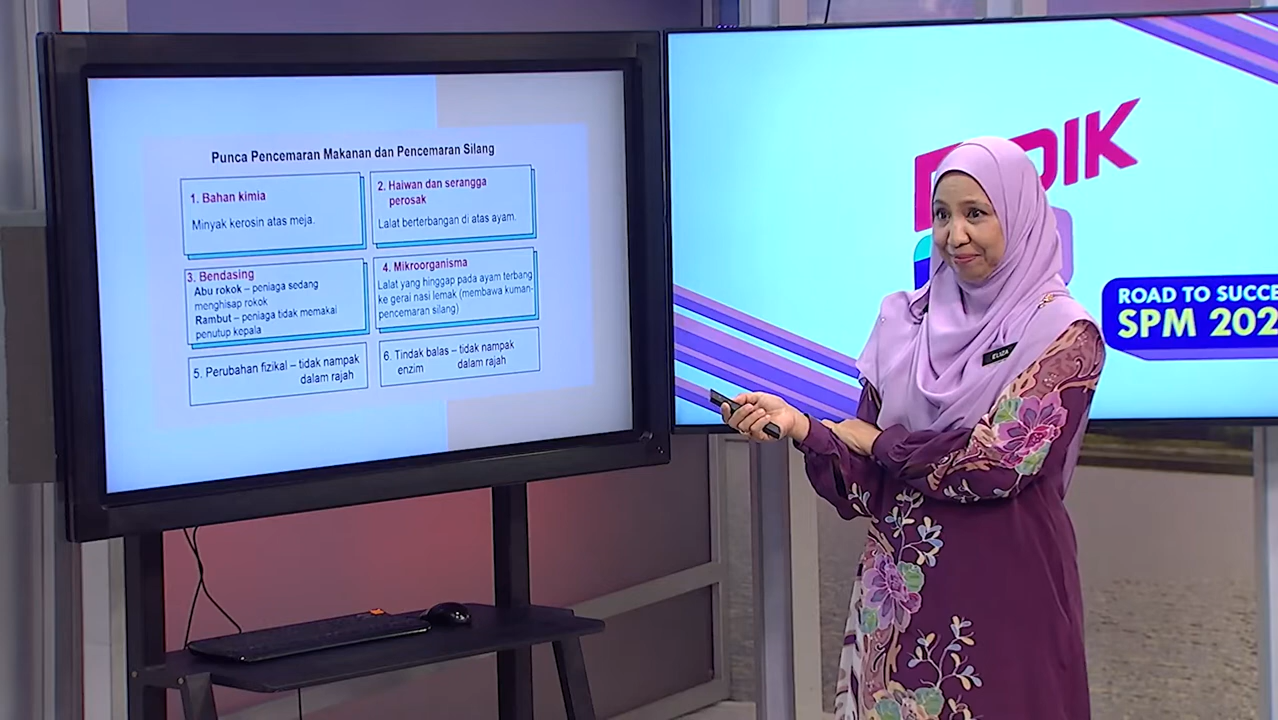 Punca Pencemaran Makanan dan Pencemaran Silang
1. Bahan kimia
Minyak kerosin atas meja.
2. Haiwan dan serangga
perosak
Lalat berterbangan di atas ayam.
3. Bendasing
Abu rokok – peniaga sedang
menghisap rokok
Rambut – peniaga tidak memakai
penutup kepala
4. Mikroorganisma
Lalat yang hinggap pada ayam terbang
ke gerai nasi lemak (membawa kuman-
pencemaran silang)
5. Perubahan fizikal – tidak nampak
dalam rajah
6. Tindak balas – tidak nampak
enzim dalam rajah
DIK
ROAD TO SUCCE
SPM 202
ELIZA